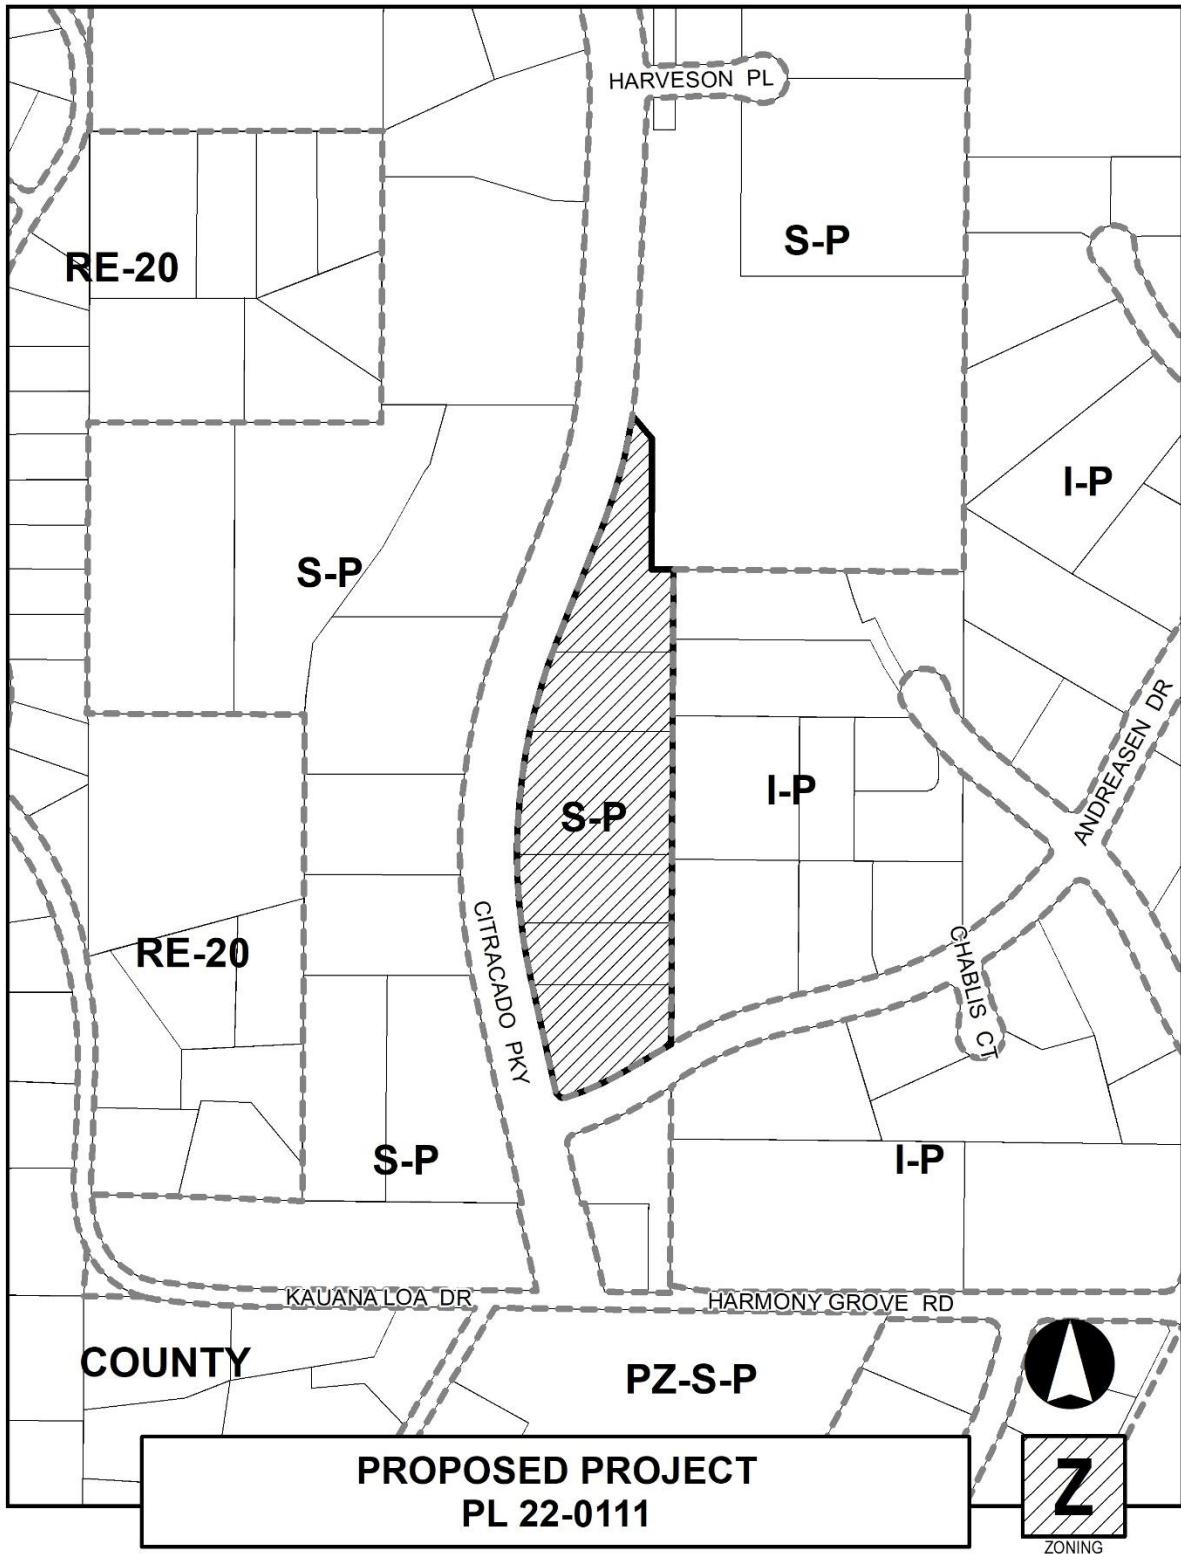 HARVESON PL
S-P
RE-20
I-P
S-P
ANDREASEN DR
I-P
S-P
CITRACADO PKY
CHABLIS CT
RE-20
S-P
I-P
KAUANA LOA DR
HARMONY GROVE RD
COUNTY
PZ-S-P
PROPOSED PROJECT
PL 22-0111
Z
ZONING